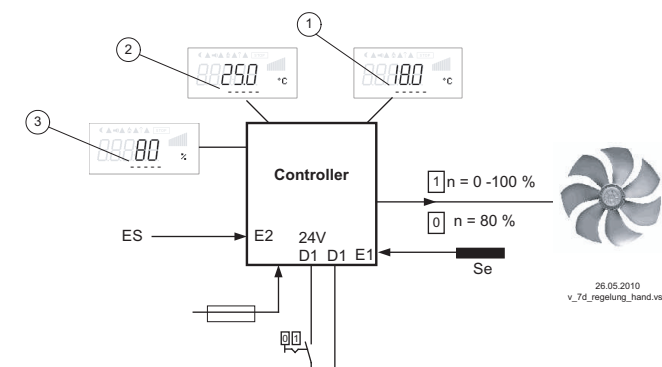 1
2
25.0 °C
18.0 °C
3
80 %
Controller
1 n = 0 -100 %
0 n = 80 %
ES
E2
24V
D1 D1 E1
Se
26.05.2010
v_7d_regelung_hand.vs
0 1